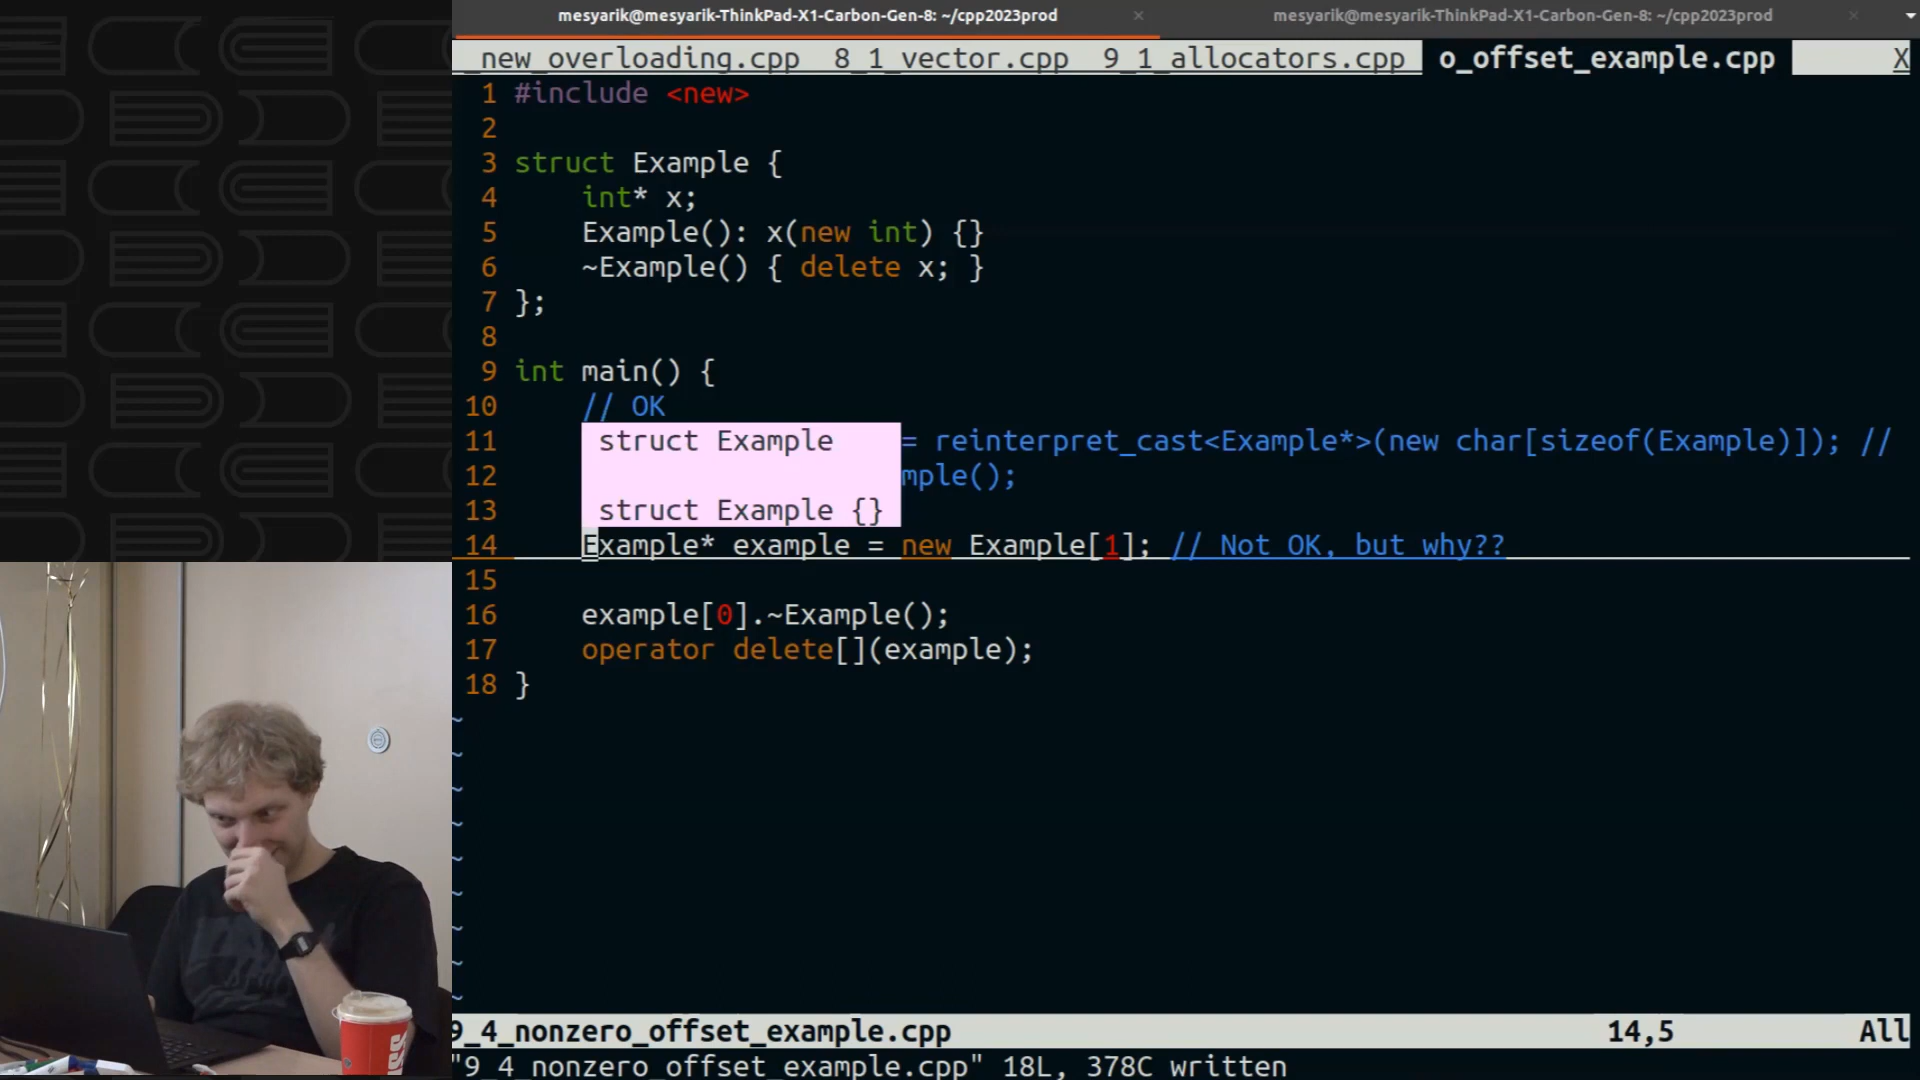 mesyarik@mesyarik-ThinkPad-X1-Carbon-Gen-8: ~/cpp2023prod × mesyarik@mesyarik-ThinkPad-X1-Carbon-Gen-8: ~/cpp2023prod ×
_new_overloading.cpp 8_1_vector.cpp 9_1_allocators.cpp o_offset_example.cpp X
1 #include <new>
2
3 struct Example {
4 int* x;
5 Example(): x(new int) {}
6 ~Example() { delete x; }
7 };
8
9 int main() {
10 // OK
11 struct Example = reinterpret_cast<Example*>(new char[sizeof(Example)]); //
12 mple();
13 struct Example {}
14 Example* example = new Example[1]; // Not OK, but why??
15
16 example[0].~Example();
17 operator delete[](example);
18 }
~
~
~
~
~
~
~
~
~
9_4_nonzero_offset_example.cpp 14,5 All
"9_4_nonzero_offset_example.cpp" 18L, 378C written